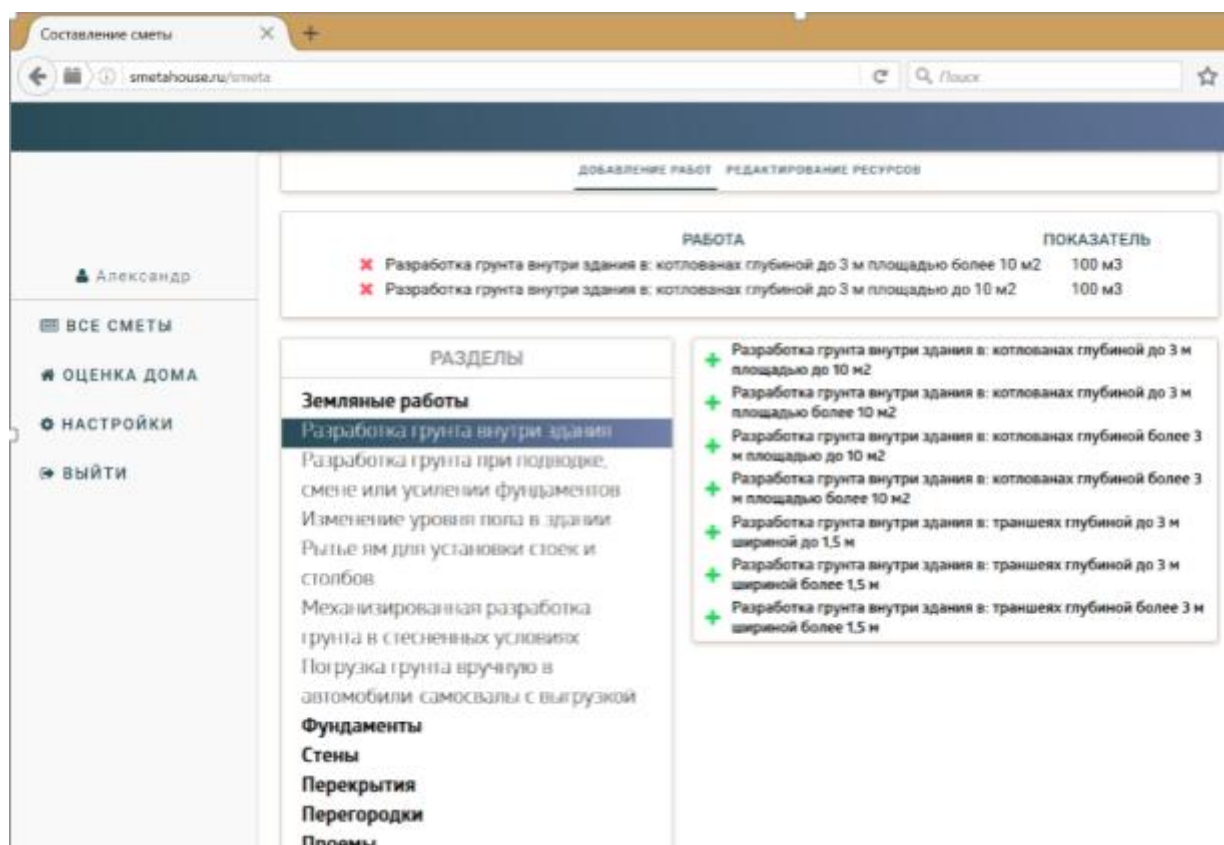 Составление сметы
smetahouse.ru/smeta
Поиск
ДОБАВЛЕНИЕ РАБОТ РЕДАКТИРОВАНИЕ РЕСУРСОВ
РАБОТА ПОКАЗАТЕЛЬ
Разработка грунта внутри здания в: котлованах глубиной до 3 м площадью более 10 м2 100 м3
Разработка грунта внутри здания в: котлованах глубиной до 3 м площадью до 10 м2 100 м3
Александр
ВСЕ СМЕТЫ
ОЦЕНКА ДОМА
НАСТРОЙКИ
ВЫЙТИ
РАЗДЕЛЫ
Земляные работы
Разработка грунта внутри здания
Разработка грунта при подводке,
смене или усилении фундаментов
Изменение уровня пола в здании
Рытье ям для установки стоек и
столбов
Механизированная разработка
грунта в стесненных условиях
Погрузка грунта вручную в
автомобили-самосвалы с выгрузкой
Фундаменты
Стены
Перекрытия
Перегородки
Проемы
Разработка грунта внутри здания в: котлованах глубиной до 3 м
площадью до 10 м2
Разработка грунта внутри здания в: котлованах глубиной до 3 м
площадью более 10 м2
Разработка грунта внутри здания в: котлованах глубиной более 3
м площадью до 10 м2
Разработка грунта внутри здания в: котлованах глубиной более 3
м площадью более 10 м2
Разработка грунта внутри здания в: траншеях глубиной до 3 м
шириной до 1,5 м
Разработка грунта внутри здания в: траншеях глубиной до 3 м
шириной более 1,5 м
Разработка грунта внутри здания в: траншеях глубиной более 3 м
шириной более 1,5 м